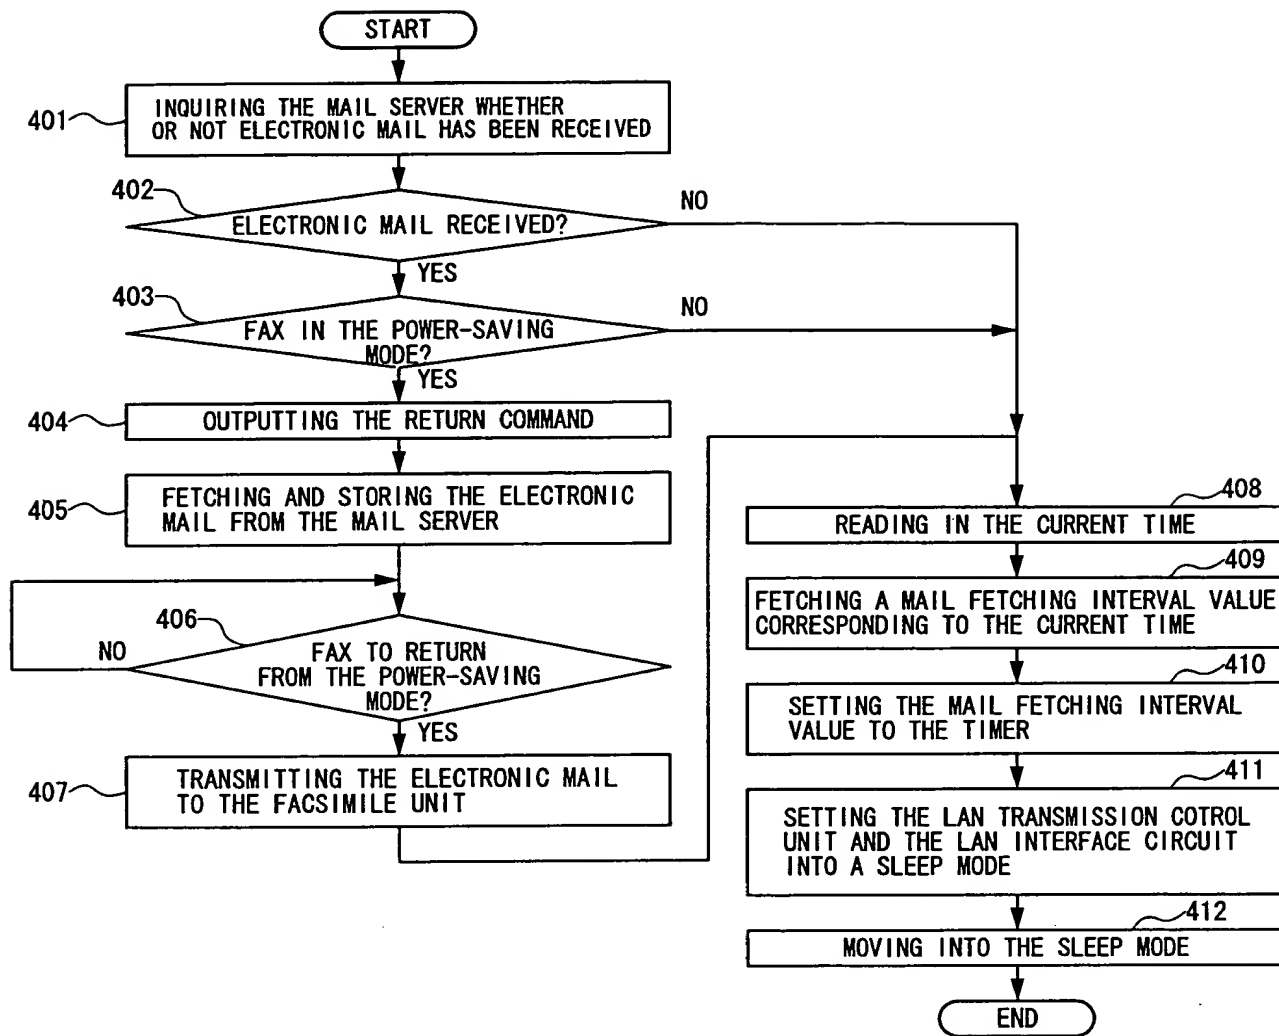 START
401
INQUIRING THE MAIL SERVER WHETHER
OR NOT ELECTRONIC MAIL HAS BEEN RECEIVED
402
ELECTRONIC MAIL RECEIVED?
NO
YES
403
FAX IN THE POWER-SAVING
MODE?
NO
YES
404
OUTPUTTING THE RETURN COMMAND
405
FETCHING AND STORING THE ELECTRONIC
MAIL FROM THE MAIL SERVER
406
FAX TO RETURN
FROM THE POWER-SAVING
MODE?
NO
YES
407
TRANSMITTING THE ELECTRONIC MAIL
TO THE FACSIMILE UNIT
408
READING IN THE CURRENT TIME
409
FETCHING A MAIL FETCHING INTERVAL VALUE
CORRESPONDING TO THE CURRENT TIME
410
SETTING THE MAIL FETCHING INTERVAL
VALUE TO THE TIMER
411
SETTING THE LAN TRANSMISSION COTROL
UNIT AND THE LAN INTERFACE CIRCUIT
INTO A SLEEP MODE
412
MOVING INTO THE SLEEP MODE
END